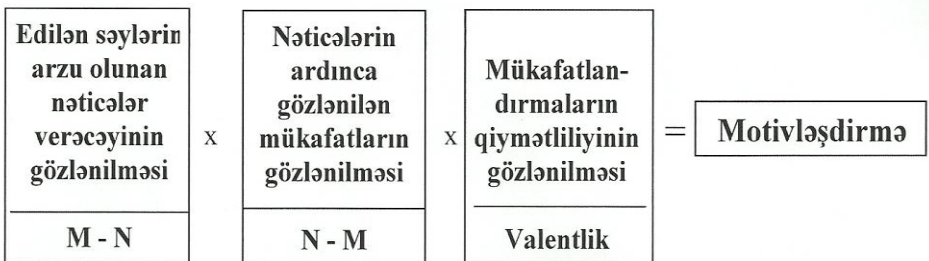 Edilən səylərin
arzu olunan
nəticələr
verəcəyinin
gözlənilməsi
M - N
x
Nəticələrin
ardınca
gözlənilən
mükafatların
gözlənilməsi
N - M
x
Mükafatlan-
dırmaların
qiymətliliyinin
gözlənilməsi
Valentlik
=
Motivləşdirmə